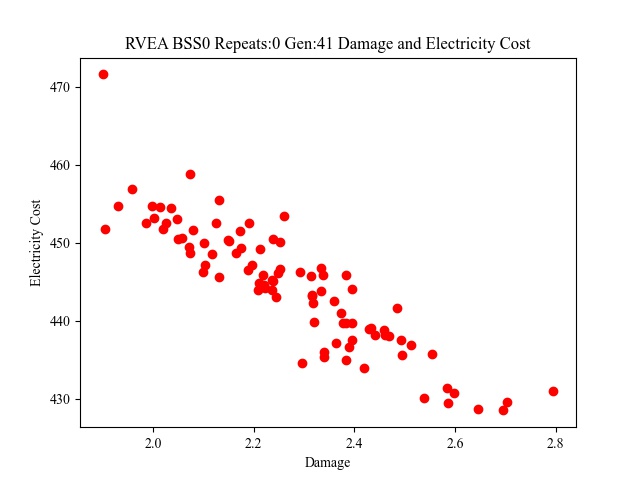 RVEA BSS0 Repeats:0 Gen:41 Damage and Electricity Cost
470
460
450
440
430
Electricity Cost
2.0 2.2 2.4 2.6 2.8
Damage